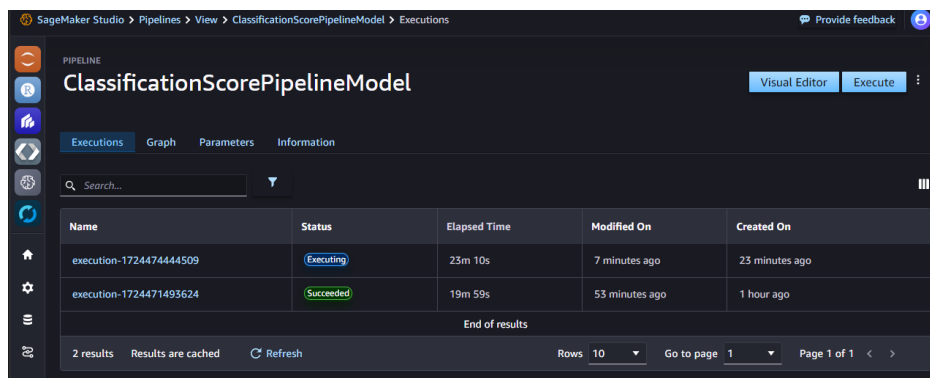 SageMaker Studio > Pipelines > View > ClassificationScorePipelineModel > Executions
Provide feedback
PIPELINE
ClassificationScorePipelineModel
Visual Editor
Execute
R
Executions Graph Parameters Information
Search...
Name Status Elapsed Time Modified On Created On
execution-1724474444509 Executing 23m 10s 7 minutes ago 23 minutes ago
execution-1724471493624 Succeeded 19m 59s 53 minutes ago 1 hour ago
End of results
2 results Results are cached Refresh Rows 10 Go to page 1 Page 1 of 1 < >